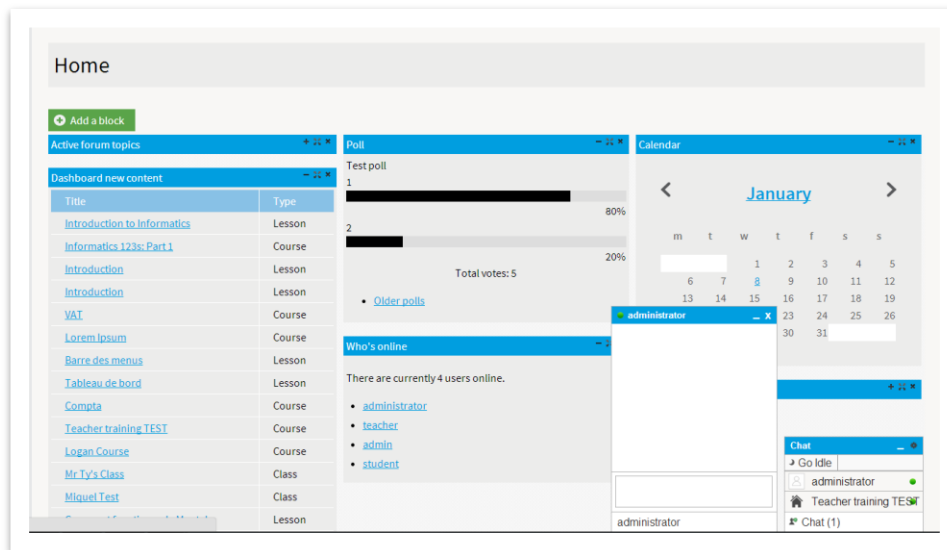 Home
Add a block
Active forum topics
Dashboard new content
Title Type
Introduction to Informatics Lesson
Informatics 123s: Part 1 Course
Introduction Lesson
Introduction Lesson
VAT Course
Lorem Ipsum Course
Barre des menus Lesson
Tableau de bord Lesson
Compta Course
Teacher training TEST Course
Logan Course Course
Mr Ty's Class Class
Miquel Test Class
Lesson
Poll
Test poll
1
80%
2
20%
Total votes: 5
Older polls
Who's online
There are currently 4 users online.
administrator
teacher
admin
student
Calendar
January
m t w t f s s
1 2 3 4 5
6 7 8 9 10 11 12
13 14 15 16 17 18 19
23 24 25 26
30 31
administrator
administrator
Chat
Go Idle
administrator
Teacher training TEST
Chat (1)